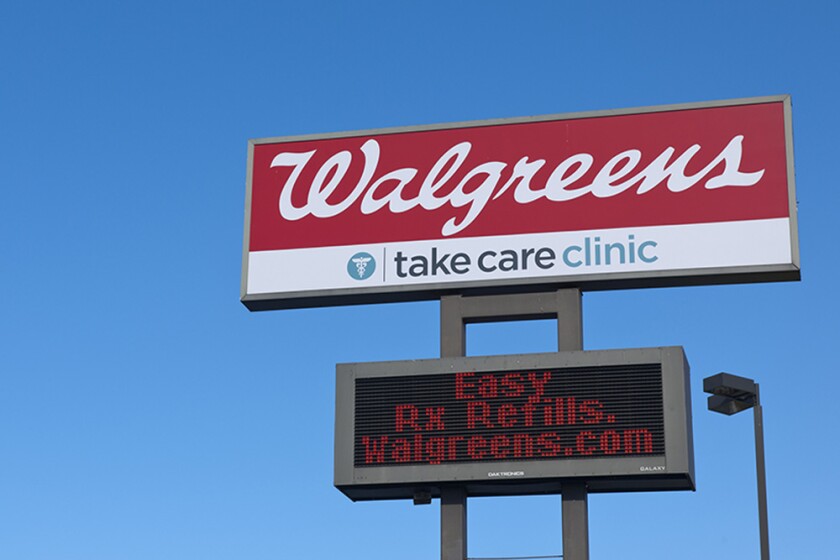 Walgreens
take care clinic
Easy
Rx Refills.
Walgreens.com
DAKTRONICS
GALAXY